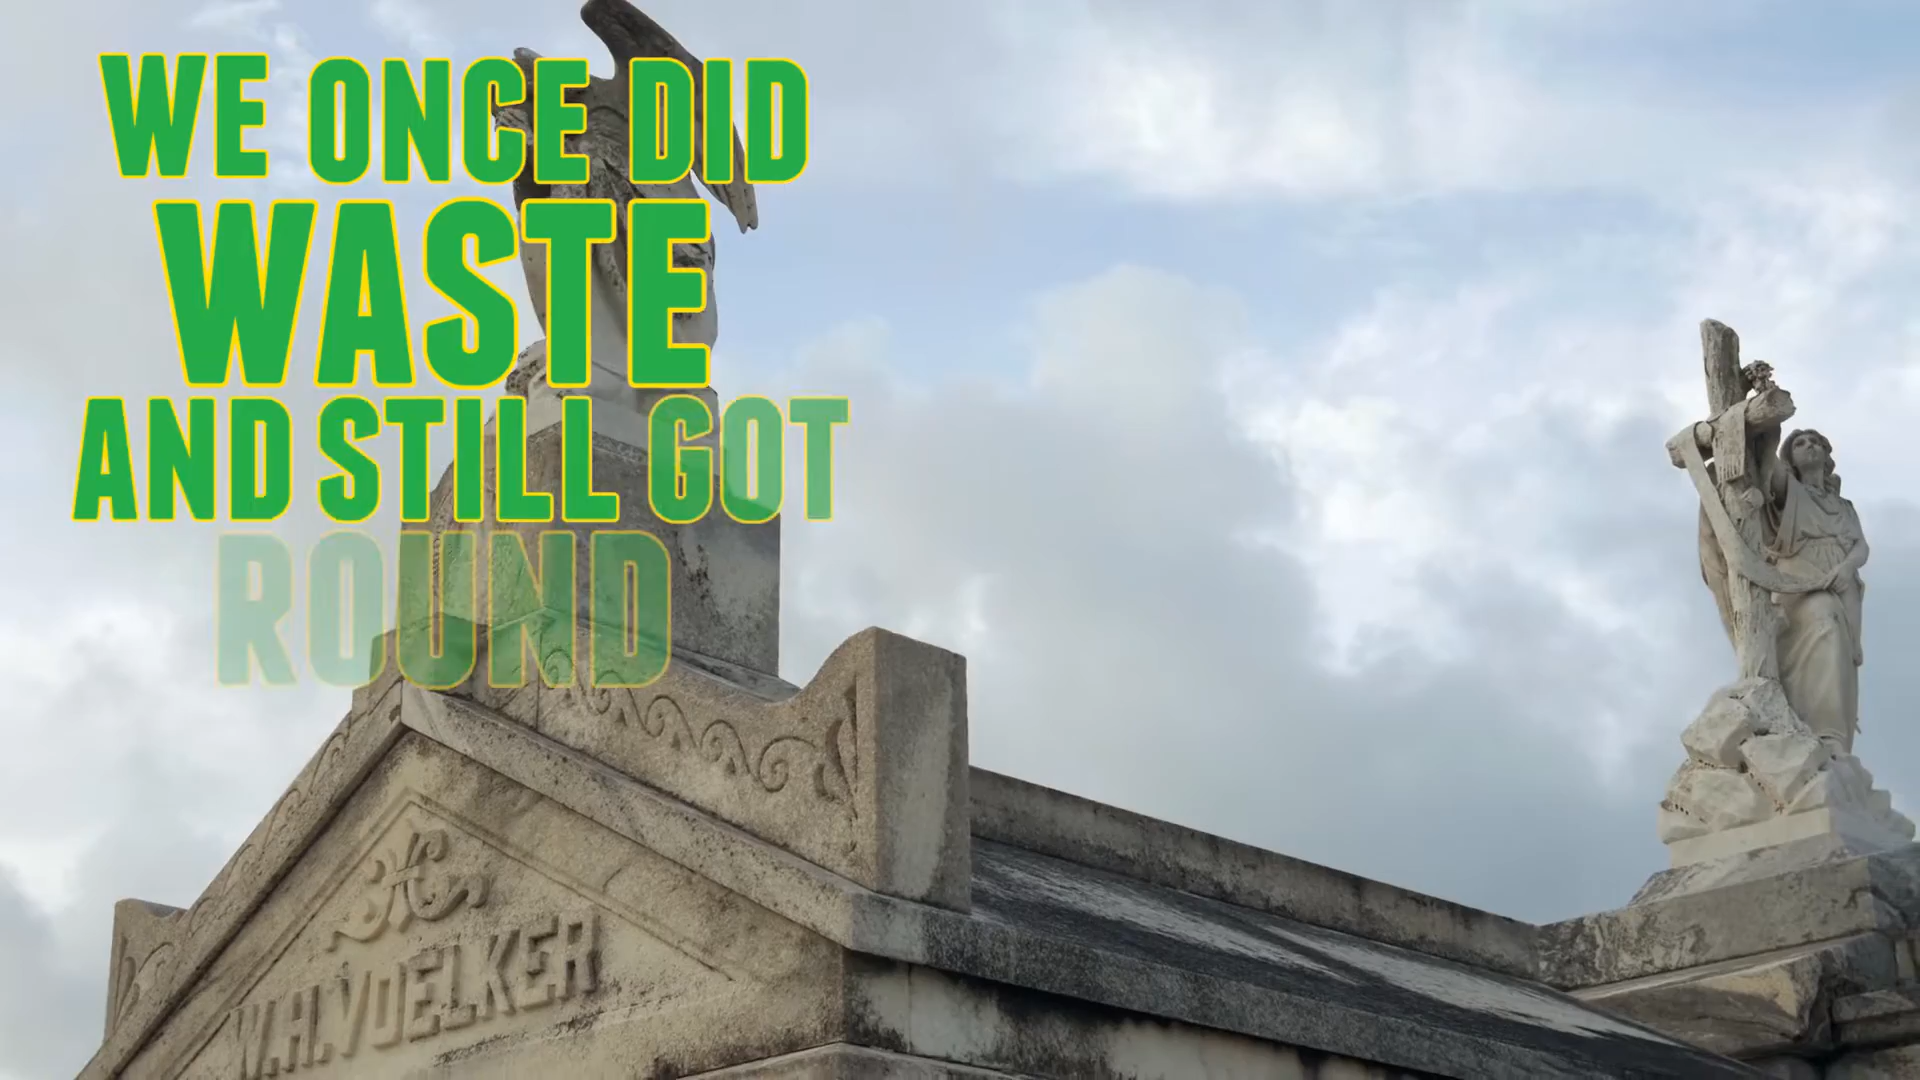 WE ONCE DID
WASTE
AND STILL GOT
ROUND
W.H.VOELKER